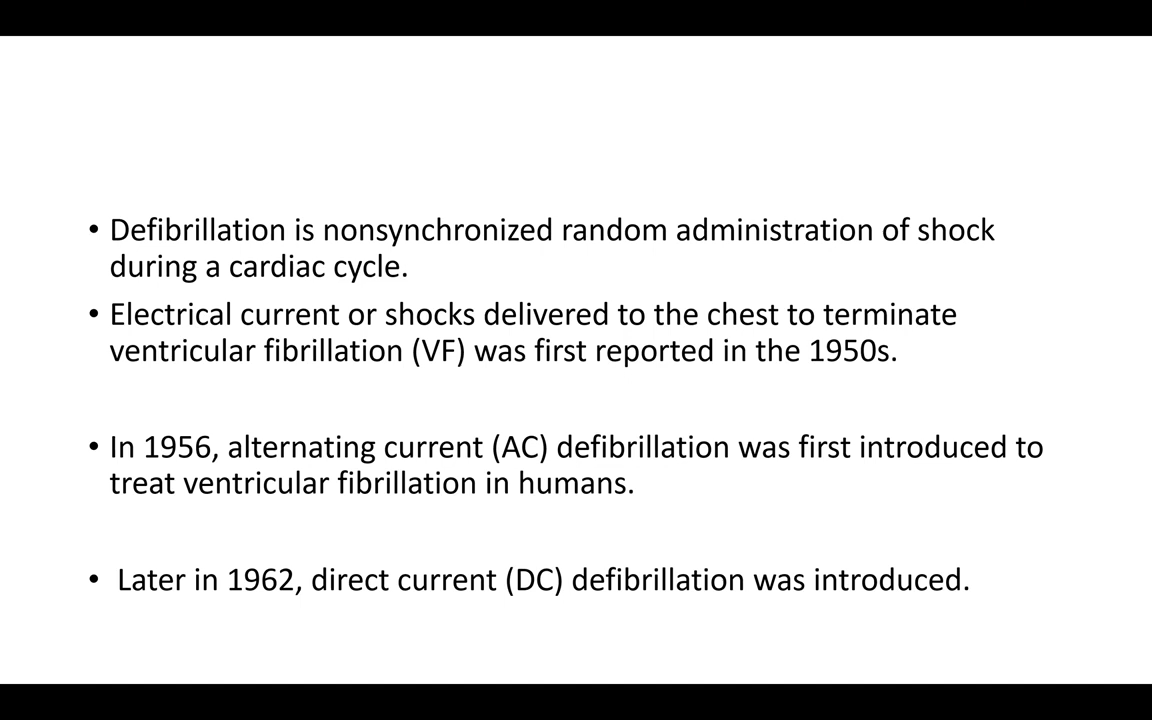 • Defibrillation is nonsynchronized random administration of shock
during a cardiac cycle.
• Electrical current or shocks delivered to the chest to terminate
ventricular fibrillation (VF) was first reported in the 1950s.
• In 1956, alternating current (AC) defibrillation was first introduced to
treat ventricular fibrillation in humans.
• Later in 1962, direct current (DC) defibrillation was introduced.